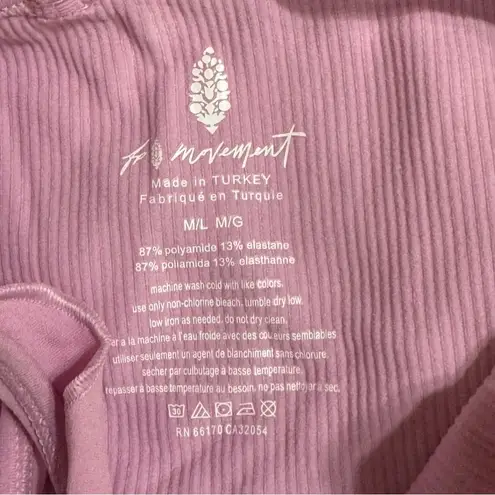 fp movement
Made in TURKEY
Fabriqué en Turquie
M/L M/G
87% polyamide 13% elastane
87% poliamida 13% elasthanne
machine wash cold with like colors.
use only non-chlorine bleach, tumble dry low.
low iron as needed, do not dry clean.
er a la machine à l'eau froide avec des couleurs semblables
utiliser seulement un agent de blanchiment sans chlorure.
sécher par culbutage à basse temperature.
repasser à basse température au besoin, ne pas nettoyer à sec.
30
RN 66170 CA32054